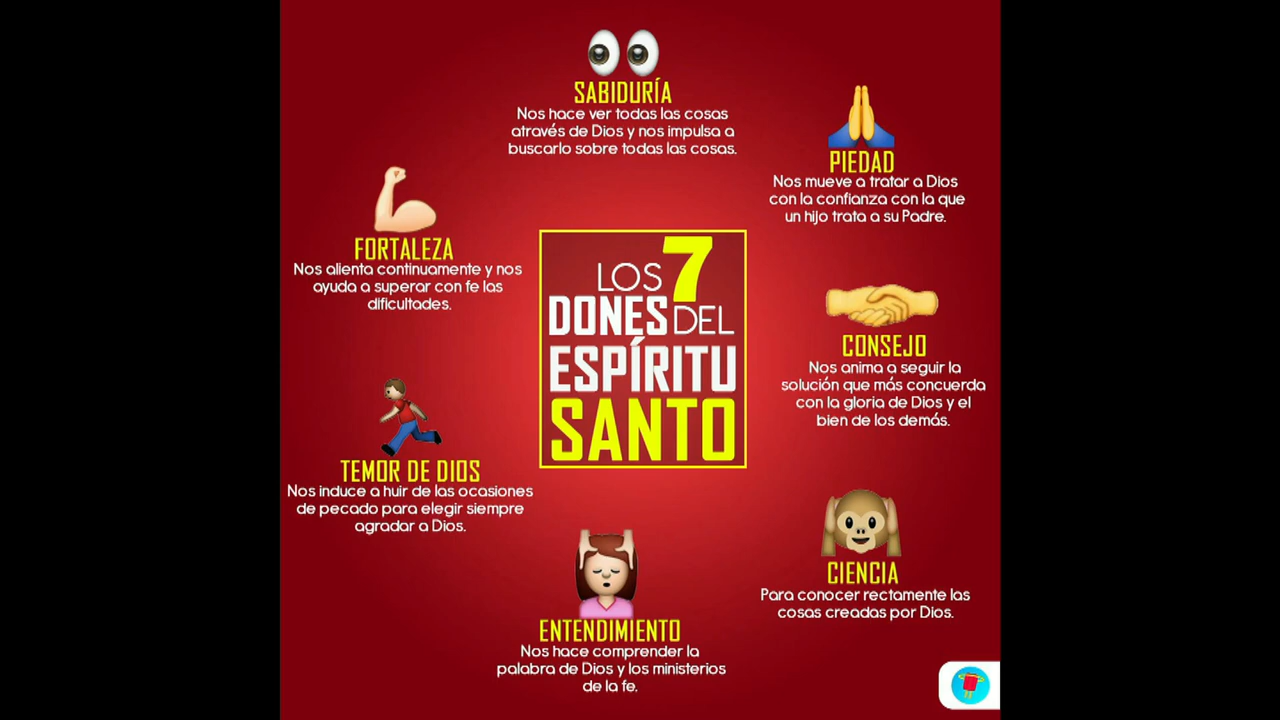 SABIDURÍA
Nos hace ver todas las cosas
através de Dios y nos impulsa a
buscarlo sobre todas las cosas.
PIEDAD
Nos mueve a tratar a Dios
con la confianza con la que
un hijo trata a su Padre.
FORTALEZA
Nos alienta continuamente y nos
ayuda a superar con fe las
dificultades.
LOS 7
DONES DEL
ESPÍRITU
SANTO
CONSEJO
Nos anima a seguir la
solución que más concuerda
con la gloria de Dios y el
bien de los demás.
TEMOR DE DIOS
Nos induce a huir de las ocasiones
de pecado para elegir siempre
agradar a Dios.
CIENCIA
Para conocer rectamente las
cosas creadas por Dios.
ENTENDIMIENTO
Nos hace comprender la
palabra de Dios y los ministerios
de la fe.